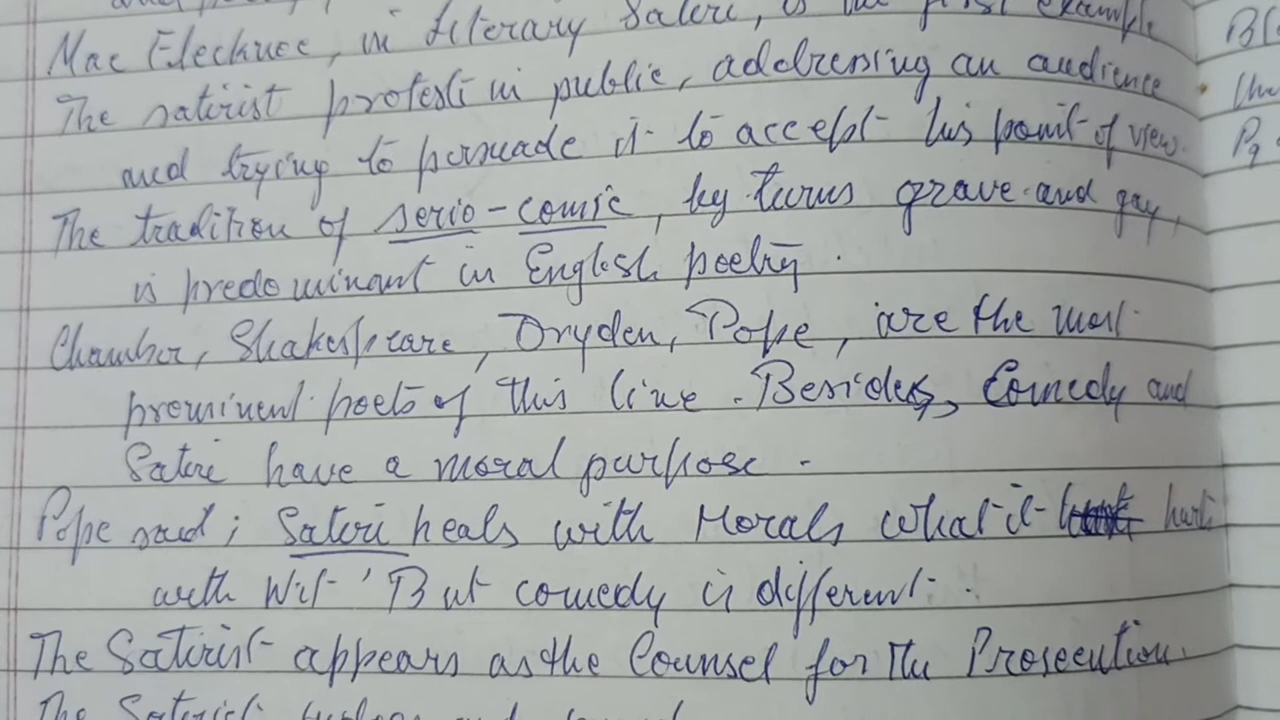 Mac Flecknoe, in literary Satire, is the first example
The satirist protests in public, addressing an audience
and trying to persuade it to accept his point of view.
The tradition of serio-comic, by turns grave and gay,
is predominant in English poetry.
Chaucer, Shakespeare, Dryden, Pope, are the most
prominent poets of this line. Besides, Comedy and
Satire have a moral purpose.
Pope said; Satire heals with Morals what it hurts
with Wit' But comedy is different.
The Satirist appears as the Counsel for the Prosecution.
The Satirist